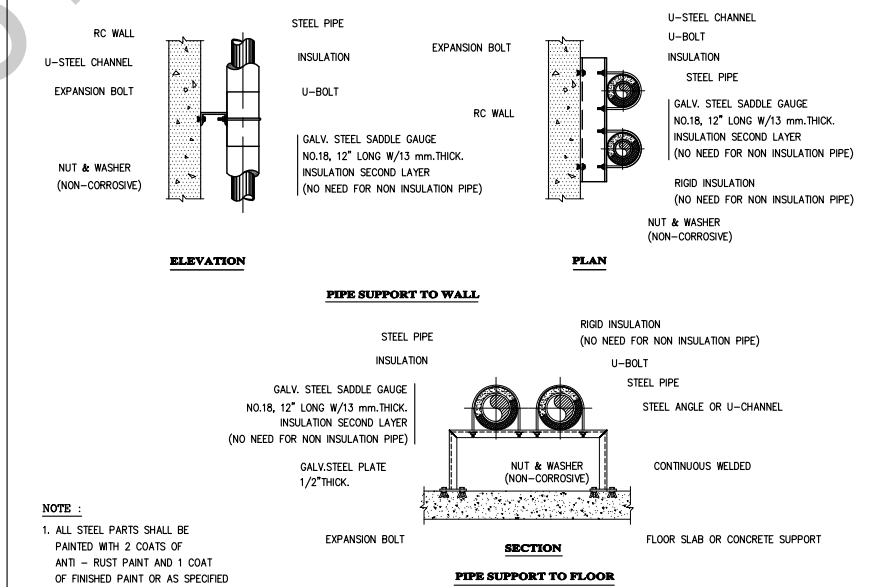 RC WALL
U-STEEL CHANNEL
EXPANSION BOLT
NUT & WASHER
(NON-CORROSIVE)
STEEL PIPE
INSULATION
U-BOLT
GALV. STEEL SADDLE GAUGE
NO.18, 12" LONG W/13 mm.THICK.
INSULATION SECOND LAYER
(NO NEED FOR NON INSULATION PIPE)
ELEVATION
EXPANSION BOLT
RC WALL
U-STEEL CHANNEL
U-BOLT
INSULATION
STEEL PIPE
GALV. STEEL SADDLE GAUGE
NO.18, 12" LONG W/13 mm.THICK.
INSULATION SECOND LAYER
(NO NEED FOR NON INSULATION PIPE)
RIGID INSULATION
(NO NEED FOR NON INSULATION PIPE)
NUT & WASHER
(NON-CORROSIVE)
PLAN
PIPE SUPPORT TO WALL
STEEL PIPE
INSULATION
GALV. STEEL SADDLE GAUGE
NO.18, 12" LONG W/13 mm.THICK.
INSULATION SECOND LAYER
(NO NEED FOR NON INSULATION PIPE)
GALV.STEEL PLATE
1/2"THICK.
EXPANSION BOLT
RIGID INSULATION
(NO NEED FOR NON INSULATION PIPE)
U-BOLT
STEEL PIPE
STEEL ANGLE OR U-CHANNEL
NUT & WASHER
(NON-CORROSIVE)
CONTINUOUS WELDED
FLOOR SLAB OR CONCRETE SUPPORT
SECTION
PIPE SUPPORT TO FLOOR
NOTE :
1. ALL STEEL PARTS SHALL BE
PAINTED WITH 2 COATS OF
ANTI - RUST PAINT AND 1 COAT
OF FINISHED PAINT OR AS SPECIFIED